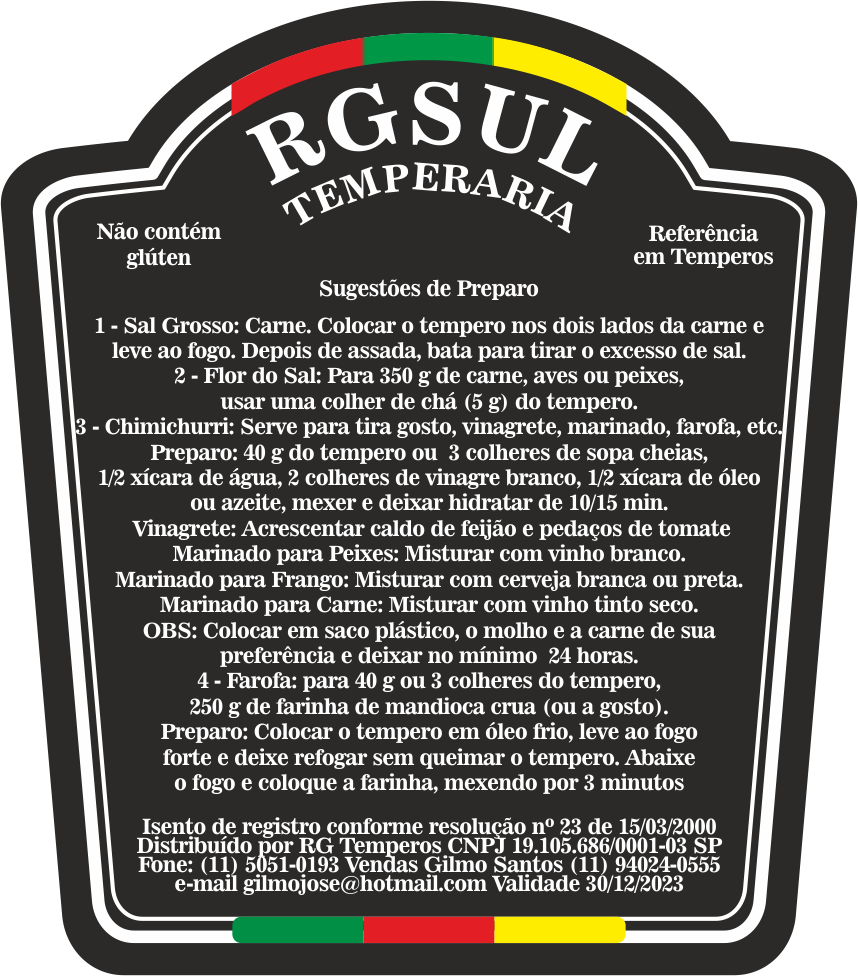 RGSUL
TEMPERARIA
Não contém
glúten
Referência
em Temperos
Sugestões de Preparo
1 - Sal Grosso: Carne. Colocar o tempero nos dois lados da carne e
leve ao fogo. Depois de assada, bata para tirar o excesso de sal.
2 - Flor do Sal: Para 350 g de carne, aves ou peixes,
usar uma colher de chá (5 g) do tempero.
3 - Chimichurri: Serve para tira gosto, vinagrete, marinado, farofa, etc.
Preparo: 40 g do tempero ou 3 colheres de sopa cheias,
1/2 xícara de água, 2 colheres de vinagre branco, 1/2 xícara de óleo
ou azeite, mexer e deixar hidratar de 10/15 min.
Vinagrete: Acrescentar caldo de feijão e pedaços de tomate
Marinado para Peixes: Misturar com vinho branco.
Marinado para Frango: Misturar com cerveja branca ou preta.
Marinado para Carne: Misturar com vinho tinto seco.
OBS: Colocar em saco plástico, o molho e a carne de sua
preferência e deixar no mínimo 24 horas.
4 - Farofa: para 40 g ou 3 colheres do tempero,
250 g de farinha de mandioca crua (ou a gosto).
Preparo: Colocar o tempero em óleo frio, leve ao fogo
forte e deixe refogar sem queimar o tempero. Abaixe
o fogo e coloque a farinha, mexendo por 3 minutos
Isento de registro conforme resolução nº 23 de 15/03/2000
Distribuído por RG Temperos CNPJ 19.105.686/0001-03 SP
Fone: (11) 5051-0193 Vendas Gilmo Santos (11) 94024-0555
e-mail gilmojose@hotmail.com Validade 30/12/2023